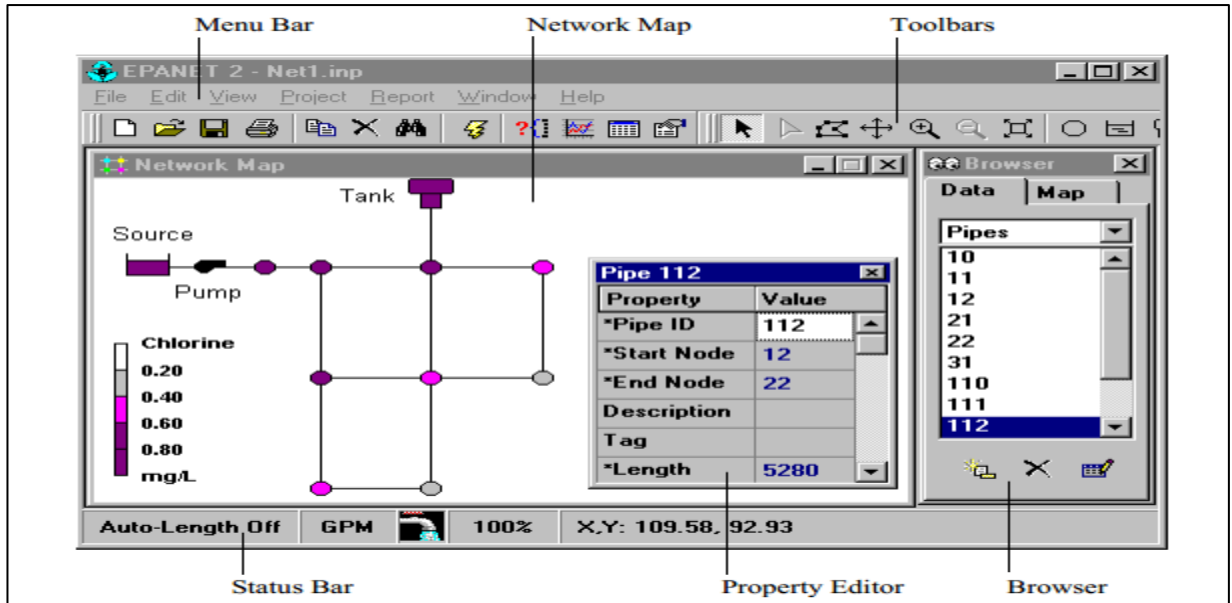 Menu Bar Network Map Toolbars
EPANET 2 - Net1.inp
File Edit View Project Report Window Help
Network Map
Browser
Data Map
Tank
Source
Pump
Pipes
10
11
12
21
22
31
110
111
112
Pipe 112
Property Value
*Pipe ID 112
*Start Node 12
*End Node 22
Description
Tag
*Length 5280
Chlorine
0.20
0.40
0.60
0.80
mg/L
Auto-Length Off GPM 100% X,Y: 109.58, 92.93
Status Bar Property Editor Browser